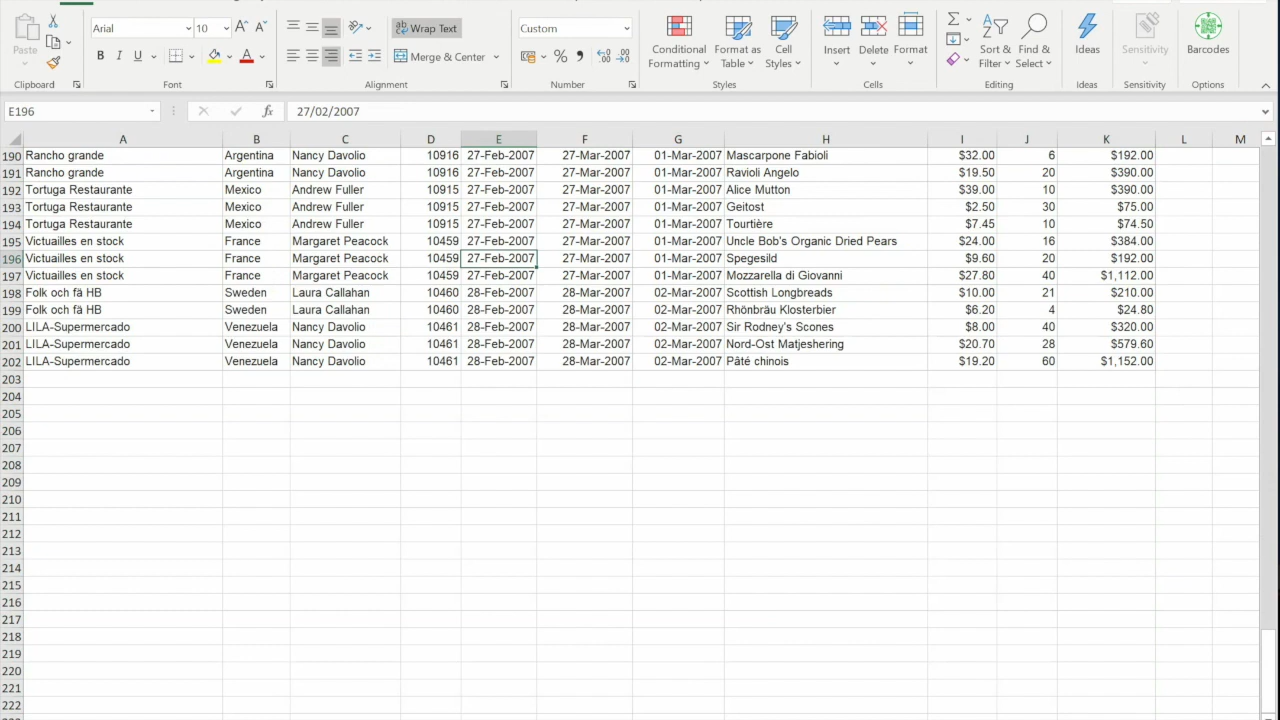 Arial 10 Wrap Text Custom
Paste B I U A Merge & Center % , Conditional Formatting Format as Table Cell Styles Insert Delete Format Sort & Filter Find & Select Ideas Sensitivity Barcodes
Clipboard Font Alignment Number Styles Cells Editing Ideas Sensitivity Options
E196 fx 27/02/2007
A B C D E F G H I J K L M
190 Rancho grande Argentina Nancy Davolio 10916 27-Feb-2007 27-Mar-2007 01-Mar-2007 Mascarpone Fabioli $32.00 6 $192.00
191 Rancho grande Argentina Nancy Davolio 10916 27-Feb-2007 27-Mar-2007 01-Mar-2007 Ravioli Angelo $19.50 20 $390.00
192 Tortuga Restaurante Mexico Andrew Fuller 10915 27-Feb-2007 27-Mar-2007 01-Mar-2007 Alice Mutton $39.00 10 $390.00
193 Tortuga Restaurante Mexico Andrew Fuller 10915 27-Feb-2007 27-Mar-2007 01-Mar-2007 Geitost $2.50 30 $75.00
194 Tortuga Restaurante Mexico Andrew Fuller 10915 27-Feb-2007 27-Mar-2007 01-Mar-2007 Tourtière $7.45 10 $74.50
195 Victuailles en stock France Margaret Peacock 10459 27-Feb-2007 27-Mar-2007 01-Mar-2007 Uncle Bob's Organic Dried Pears $24.00 16 $384.00
196 Victuailles en stock France Margaret Peacock 10459 27-Feb-2007 27-Mar-2007 01-Mar-2007 Spegesild $9.60 20 $192.00
197 Victuailles en stock France Margaret Peacock 10459 27-Feb-2007 27-Mar-2007 01-Mar-2007 Mozzarella di Giovanni $27.80 40 $1,112.00
198 Folk och fä HB Sweden Laura Callahan 10460 28-Feb-2007 28-Mar-2007 02-Mar-2007 Scottish Longbreads $10.00 21 $210.00
199 Folk och fä HB Sweden Laura Callahan 10460 28-Feb-2007 28-Mar-2007 02-Mar-2007 Rhönbräu Klosterbier $6.20 4 $24.80
200 LILA-Supermercado Venezuela Nancy Davolio 10461 28-Feb-2007 28-Mar-2007 02-Mar-2007 Sir Rodney's Scones $8.00 40 $320.00
201 LILA-Supermercado Venezuela Nancy Davolio 10461 28-Feb-2007 28-Mar-2007 02-Mar-2007 Nord-Ost Matjeshering $20.70 28 $579.60
202 LILA-Supermercado Venezuela Nancy Davolio 10461 28-Feb-2007 28-Mar-2007 02-Mar-2007 Pâté chinois $19.20 60 $1,152.00
203
204
205
206
207
208
209
210
211
212
213
214
215
216
217
218
219
220
221
222